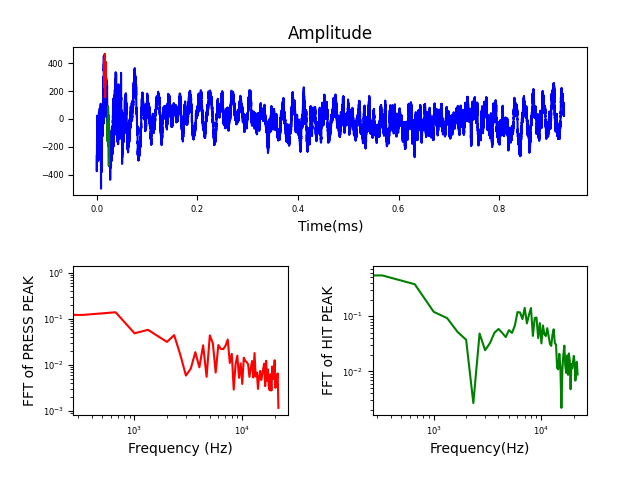 Amplitude
400
200
0
−200
−400
0.0 0.2 0.4 0.6 0.8
Time(ms)
FFT of PRESS PEAK
10⁰
10⁻¹
10⁻²
10⁻³
10³ 10⁴
Frequency (Hz)
FFT of HIT PEAK
10⁻¹
10⁻²
10³ 10⁴
Frequency(Hz)